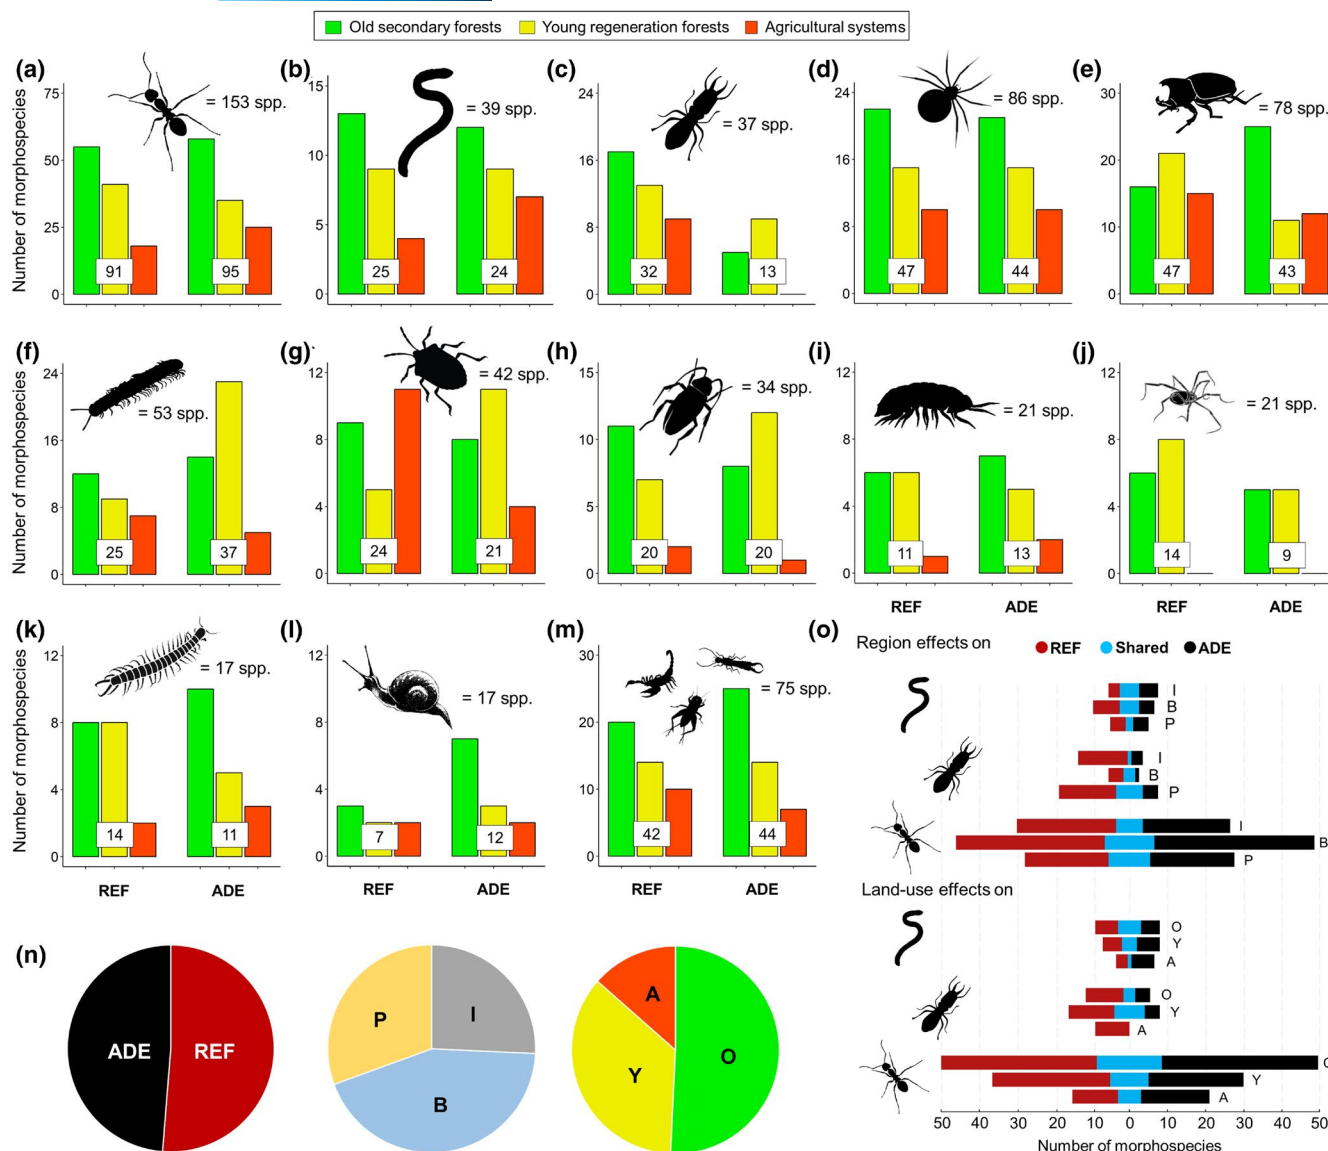 Old secondary forests Young regeneration forests Agricultural systems
(a) (b) (c) (d) (e)
Number of morphospecies
75
50
25
0
= 153 spp.
91 95
15
10
5
0
= 39 spp.
25 24
24
16
8
0
= 37 spp.
32 13
24
16
8
0
= 86 spp.
47 44
30
20
10
0
= 78 spp.
47 43
(f) (g) (h) (i) (j)
Number of morphospecies
24
16
8
0
= 53 spp.
25 37
12
8
4
0
= 42 spp.
24 21
15
10
5
0
= 34 spp.
20 20
12
8
4
0
= 21 spp.
11 13
REF ADE
12
8
4
0
= 21 spp.
14 9
REF ADE
(k) (l) (m) (o)
Number of morphospecies
12
8
4
0
= 17 spp.
14 11
REF ADE
12
8
4
0
= 17 spp.
7 12
REF ADE
30
20
10
0
= 75 spp.
42 44
REF ADE
Region effects on REF Shared ADE
I
B
P
I
B
P
I
B
P
Land-use effects on
O
Y
A
O
Y
A
O
Y
A
50 40 30 20 10 0 10 20 30 40 50
Number of morphospecies
(n)
ADE REF
P I
B
A
Y O